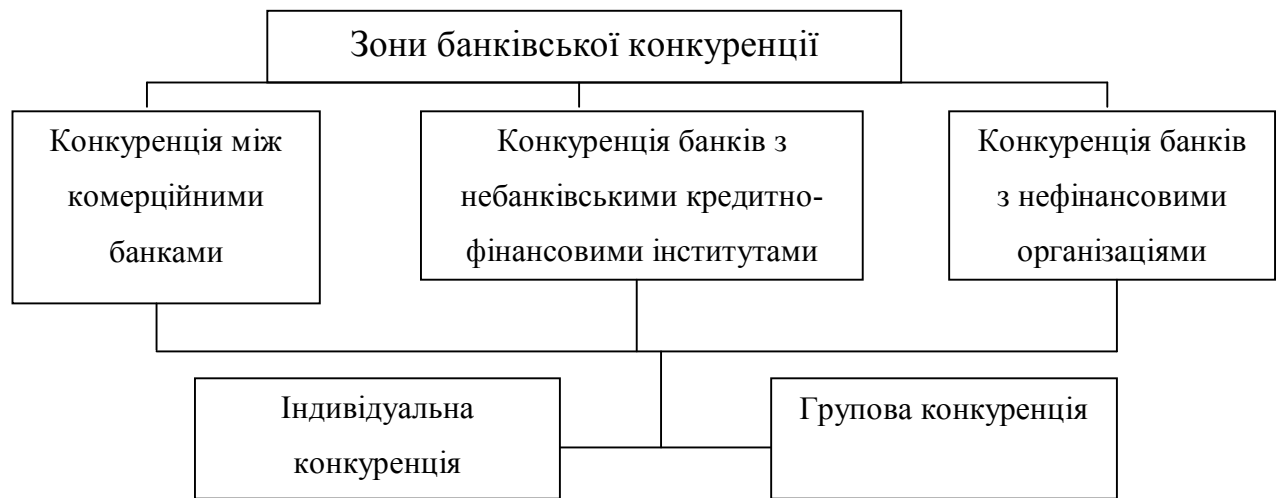 Зони банківської конкуренції
Конкуренція між
комерційними
банками
Конкуренція банків з
небанківськими кредитно-
фінансовими інститутами
Конкуренція банків
з нефінансовими
організаціями
Індивідуальна
конкуренція
Групова конкуренція